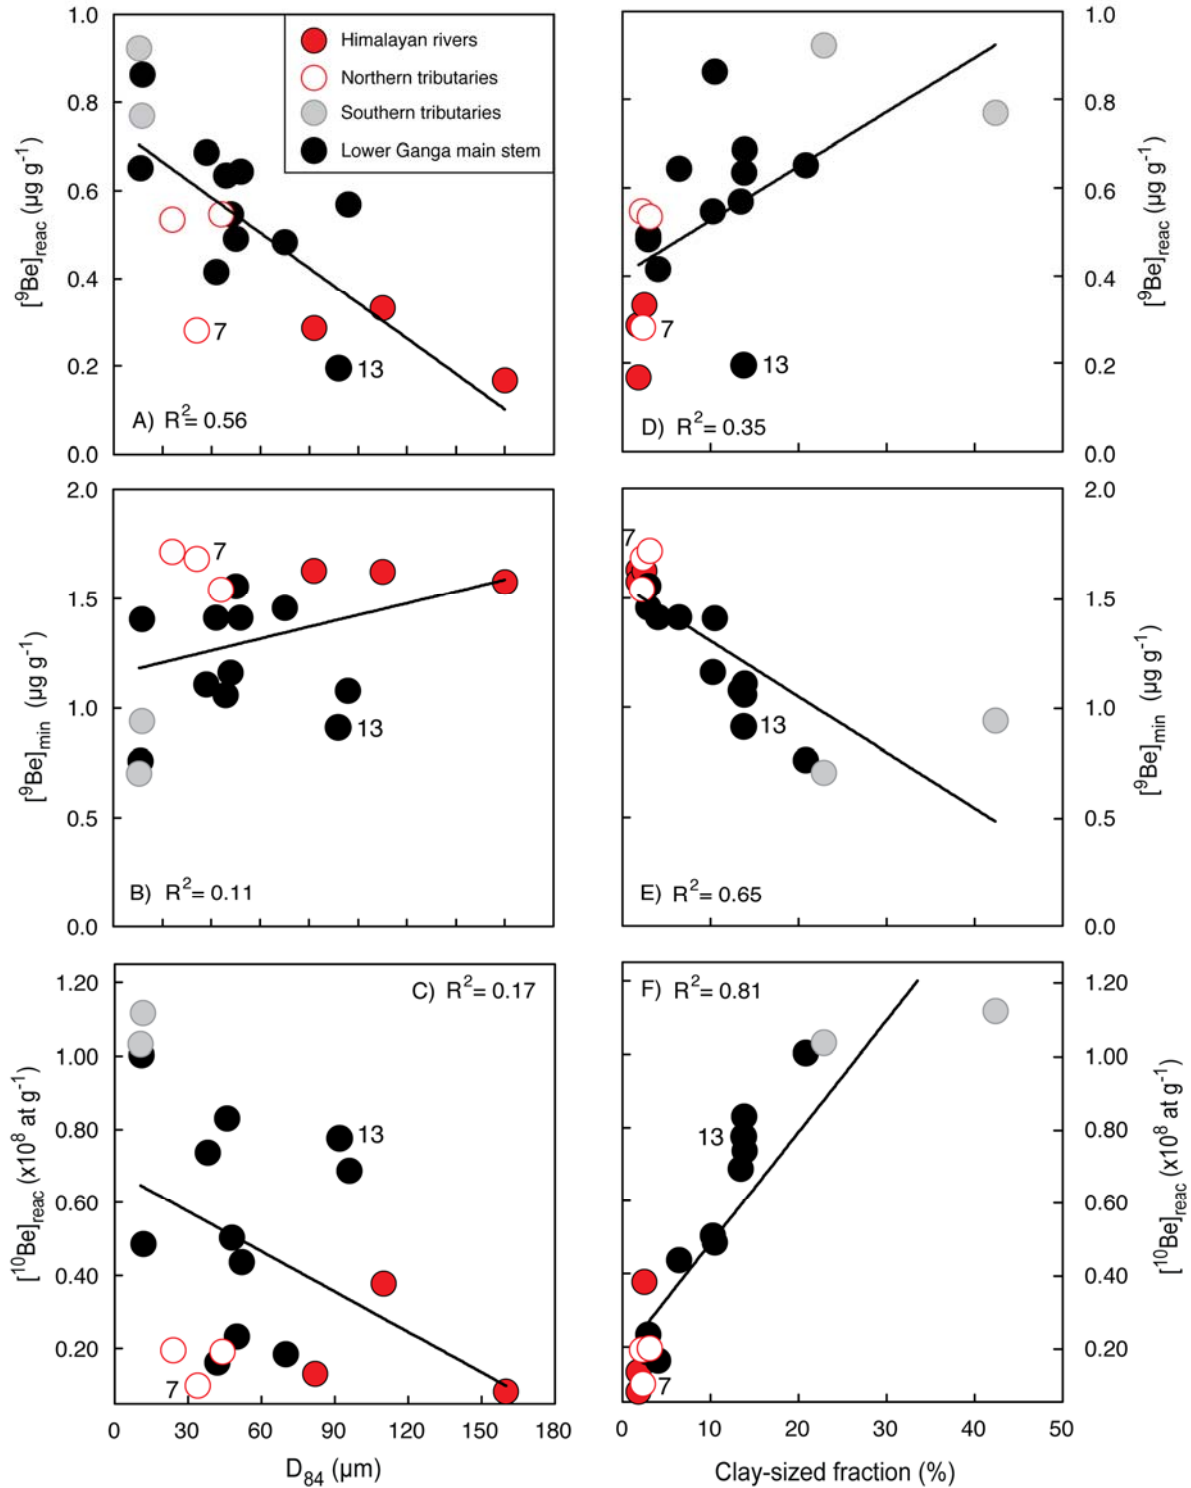 1.0
0.8
0.6
0.4
0.2
0.0
[⁹Be]reac (µg g⁻¹)
Himalayan rivers
Northern tributaries
Southern tributaries
Lower Ganga main stem
7
13
A) R²= 0.56
1.0
0.8
0.6
0.4
0.2
0.0
[⁹Be]reac (µg g⁻¹)
7
13
D) R²= 0.35
2.0
1.5
1.0
0.5
0.0
[⁹Be]min (µg g⁻¹)
7
13
B) R²= 0.11
2.0
1.5
1.0
0.5
0.0
[⁹Be]min (µg g⁻¹)
7
13
E) R²= 0.65
1.20
1.00
0.80
0.60
0.40
0.20
[¹⁰Be]reac (x10⁸ at g⁻¹)
C) R²= 0.17
13
7
0 30 60 90 120 150 180
D84 (µm)
F) R²= 0.81
13
7
1.20
1.00
0.80
0.60
0.40
0.20
[¹⁰Be]reac (x10⁸ at g⁻¹)
0 10 20 30 40 50
Clay-sized fraction (%)